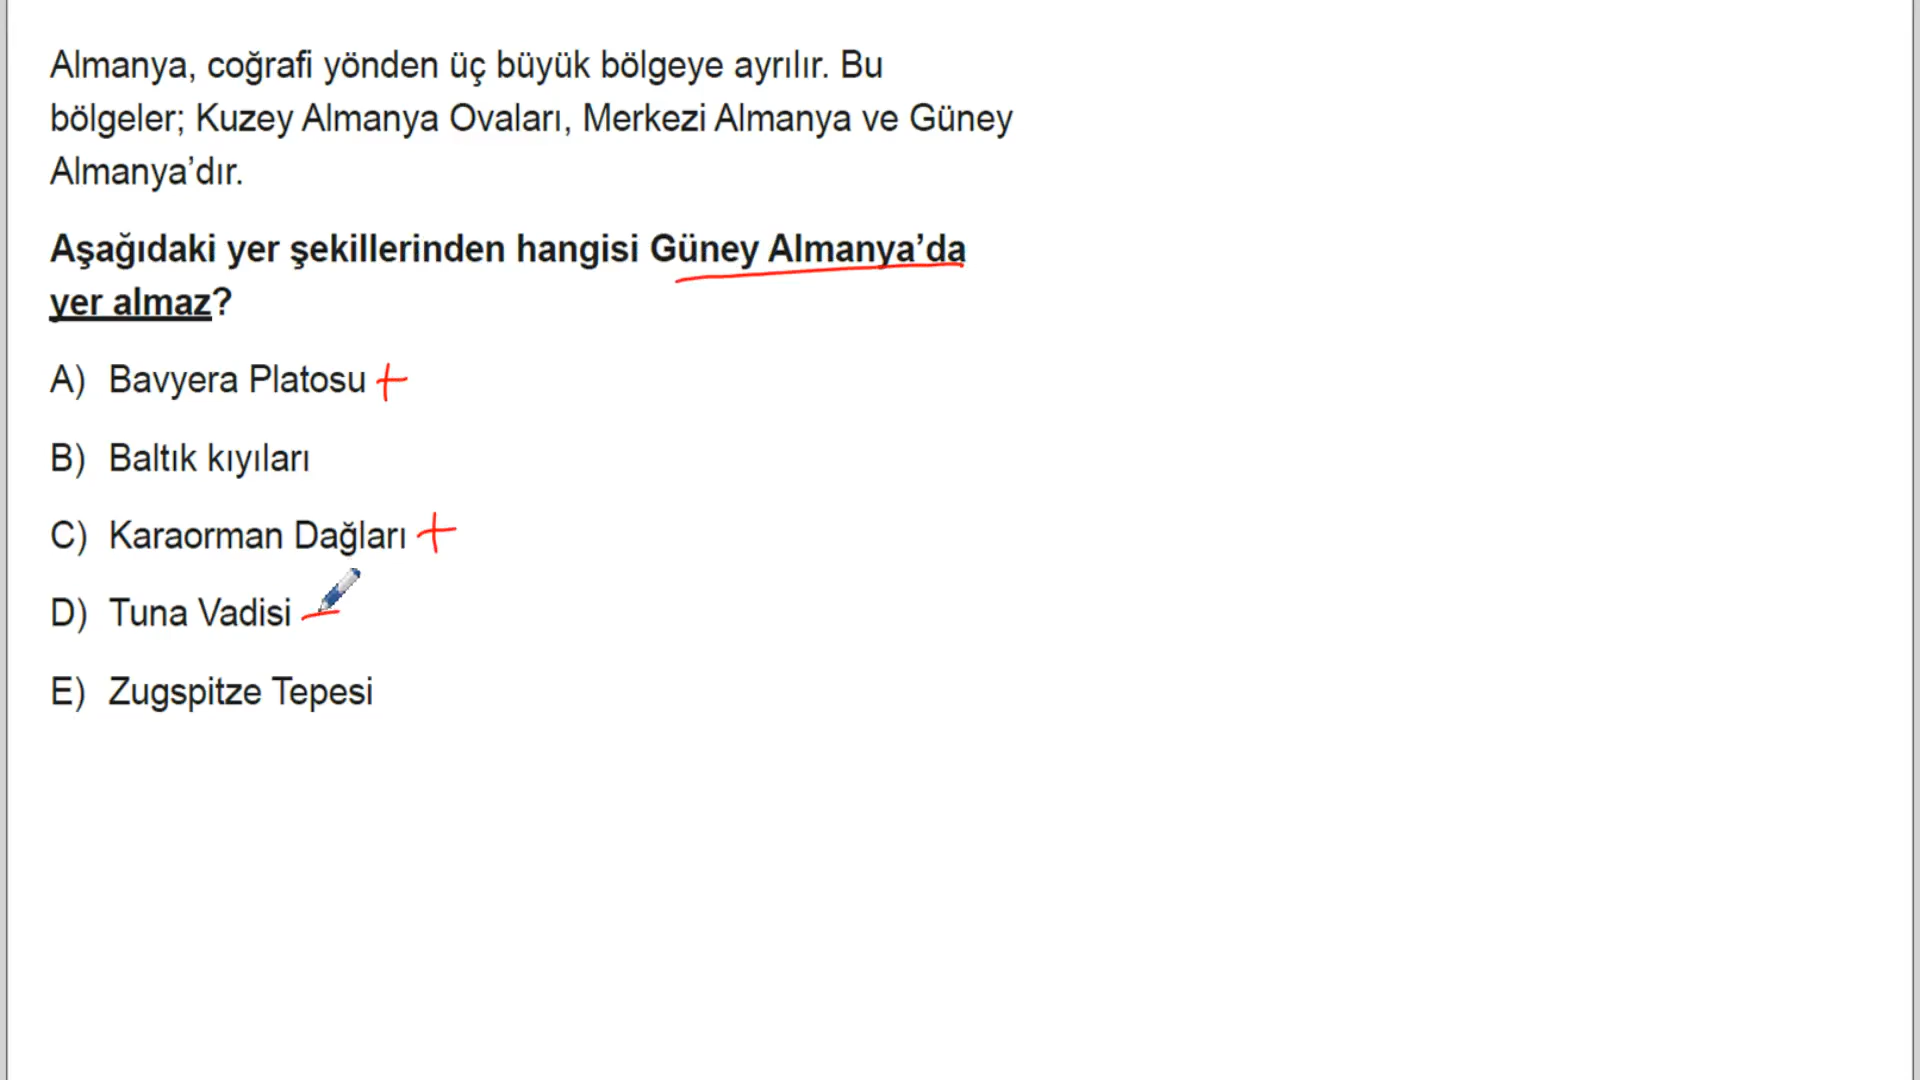 Almanya, coğrafi yönden üç büyük bölgeye ayrılır. Bu
bölgeler; Kuzey Almanya Ovaları, Merkezi Almanya ve Güney
Almanya’dır.
Aşağıdaki yer şekillerinden hangisi Güney Almanya’da
yer almaz?
A) Bavyera Platosu +
B) Baltık kıyıları
C) Karaorman Dağları +
D) Tuna Vadisi
E) Zugspitze Tepesi